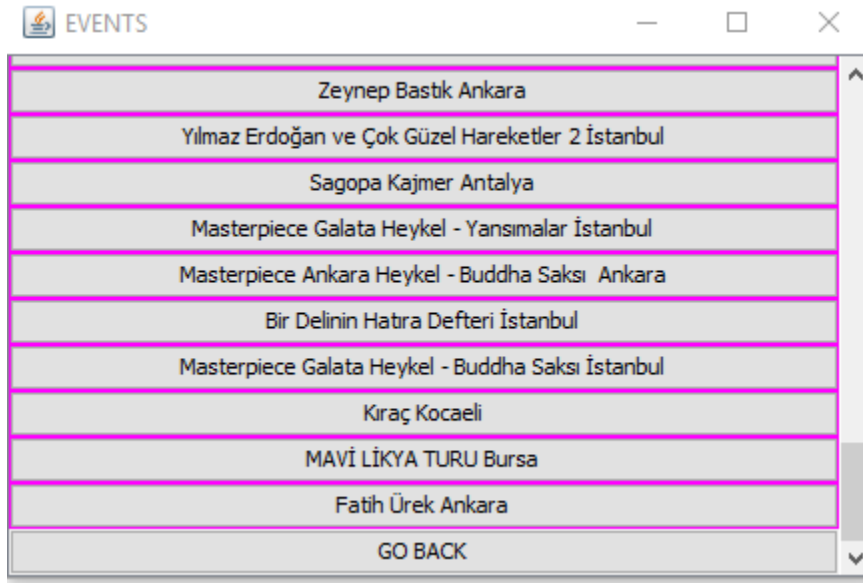 EVENTS
Zeynep Bastık Ankara
Yılmaz Erdoğan ve Çok Güzel Hareketler 2 İstanbul
Sagopa Kajmer Antalya
Masterpiece Galata Heykel - Yansımalar İstanbul
Masterpiece Ankara Heykel - Buddha Saksı  Ankara
Bir Delinin Hatıra Defteri İstanbul
Masterpiece Galata Heykel - Buddha Saksı İstanbul
Kıraç Kocaeli
MAVİ LİKYA TURU Bursa
Fatih Ürek Ankara
GO BACK